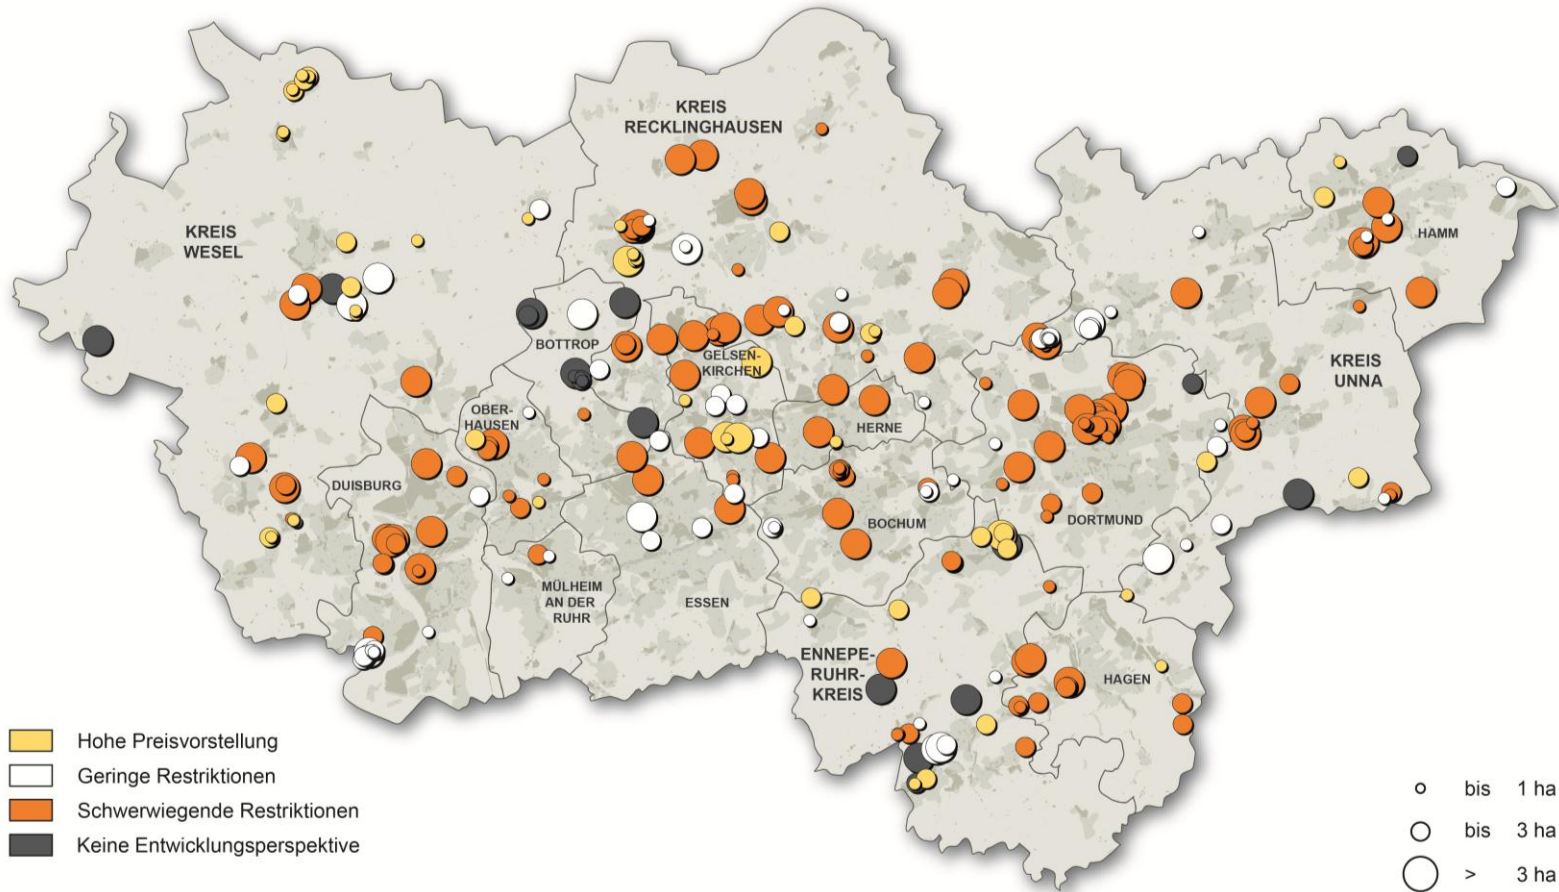 KREIS
RECKLINGHAUSEN
KREIS
WESEL
HAMM
BOTTROP
GELSEN-
KIRCHEN
KREIS
UNNA
OBER-
HAUSEN
HERNE
DUISBURG
BOCHUM
DORTMUND
MÜLHEIM
AN DER
RUHR
ESSEN
ENNEPE-
RUHR-
KREIS
HAGEN
Hohe Preisvorstellung
Geringe Restriktionen
Schwerwiegende Restriktionen
Keine Entwicklungsperspektive
bis 1 ha
bis 3 ha
> 3 ha